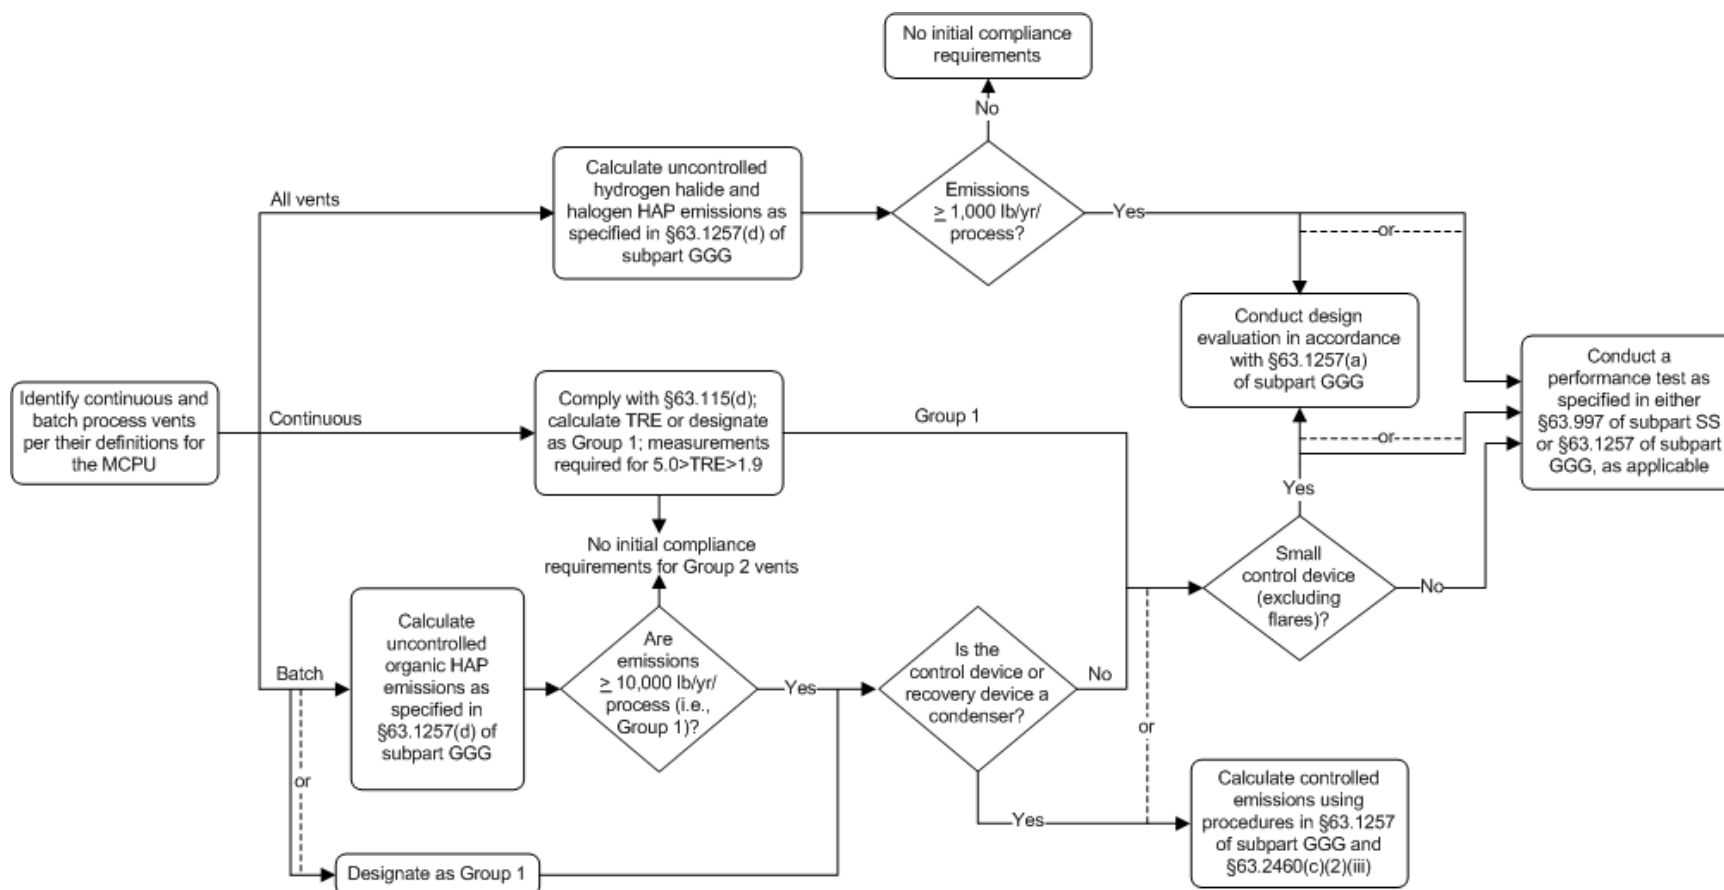 No initial compliance
requirements
No
Calculate uncontrolled
hydrogen halide and
halogen HAP emissions as
specified in §63.1257(d) of
subpart GGG
Emissions
≥ 1,000 lb/yr/
process?
All vents
Yes
or
Conduct design
evaluation in accordance
with §63.1257(a)
of subpart GGG
Conduct a
performance test as
specified in either
§63.997 of subpart SS
or §63.1257 of subpart
GGG, as applicable
Identify continuous and
batch process vents
per their definitions for
the MCPU
Continuous
Comply with §63.115(d);
calculate TRE or designate
as Group 1; measurements
required for 5.0>TRE>1.9
Group 1
or
Yes
No initial compliance
requirements for Group 2 vents
Small
control device
(excluding
flares)?
No
Batch
Calculate
uncontrolled
organic HAP
emissions as
specified in
§63.1257(d) of
subpart GGG
Are
emissions
≥ 10,000 lb/yr/
process (i.e.,
Group 1)?
Yes
Is the
control device or
recovery device a
condenser?
No
or
or
Yes
Calculate controlled
emissions using
procedures in §63.1257
of subpart GGG and
§63.2460(c)(2)(iii)
Designate as Group 1